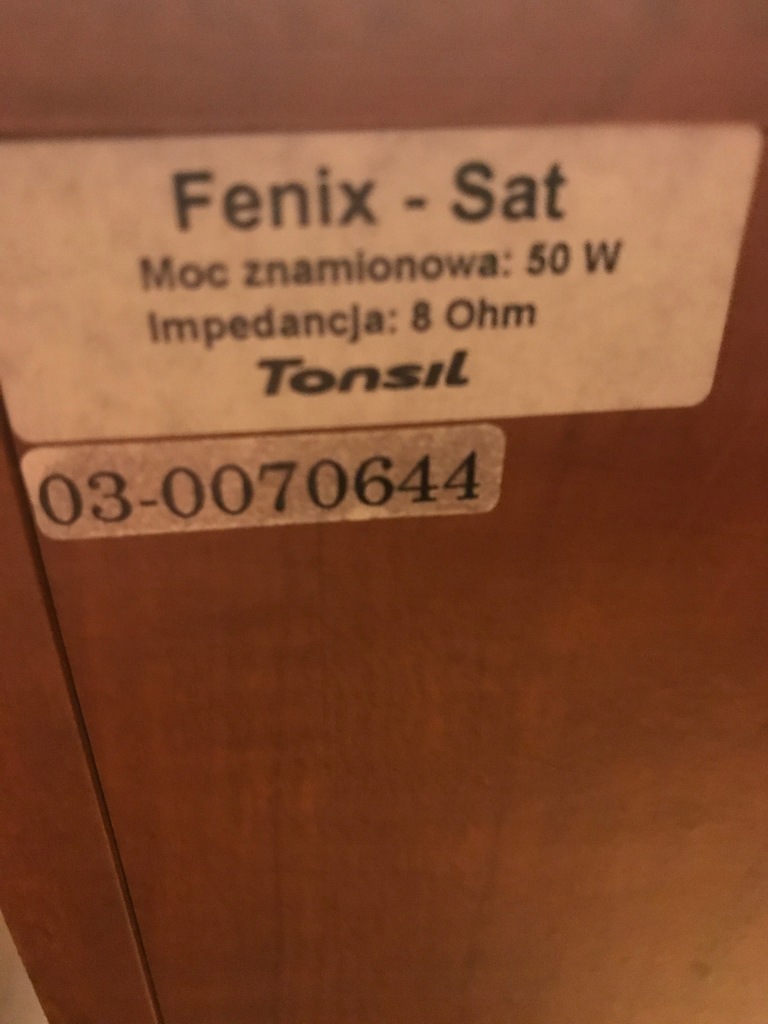 Fenix - Sat
Moc znamionowa: 50 W
Impedancja: 8 Ohm
Tonsil
03-0070644